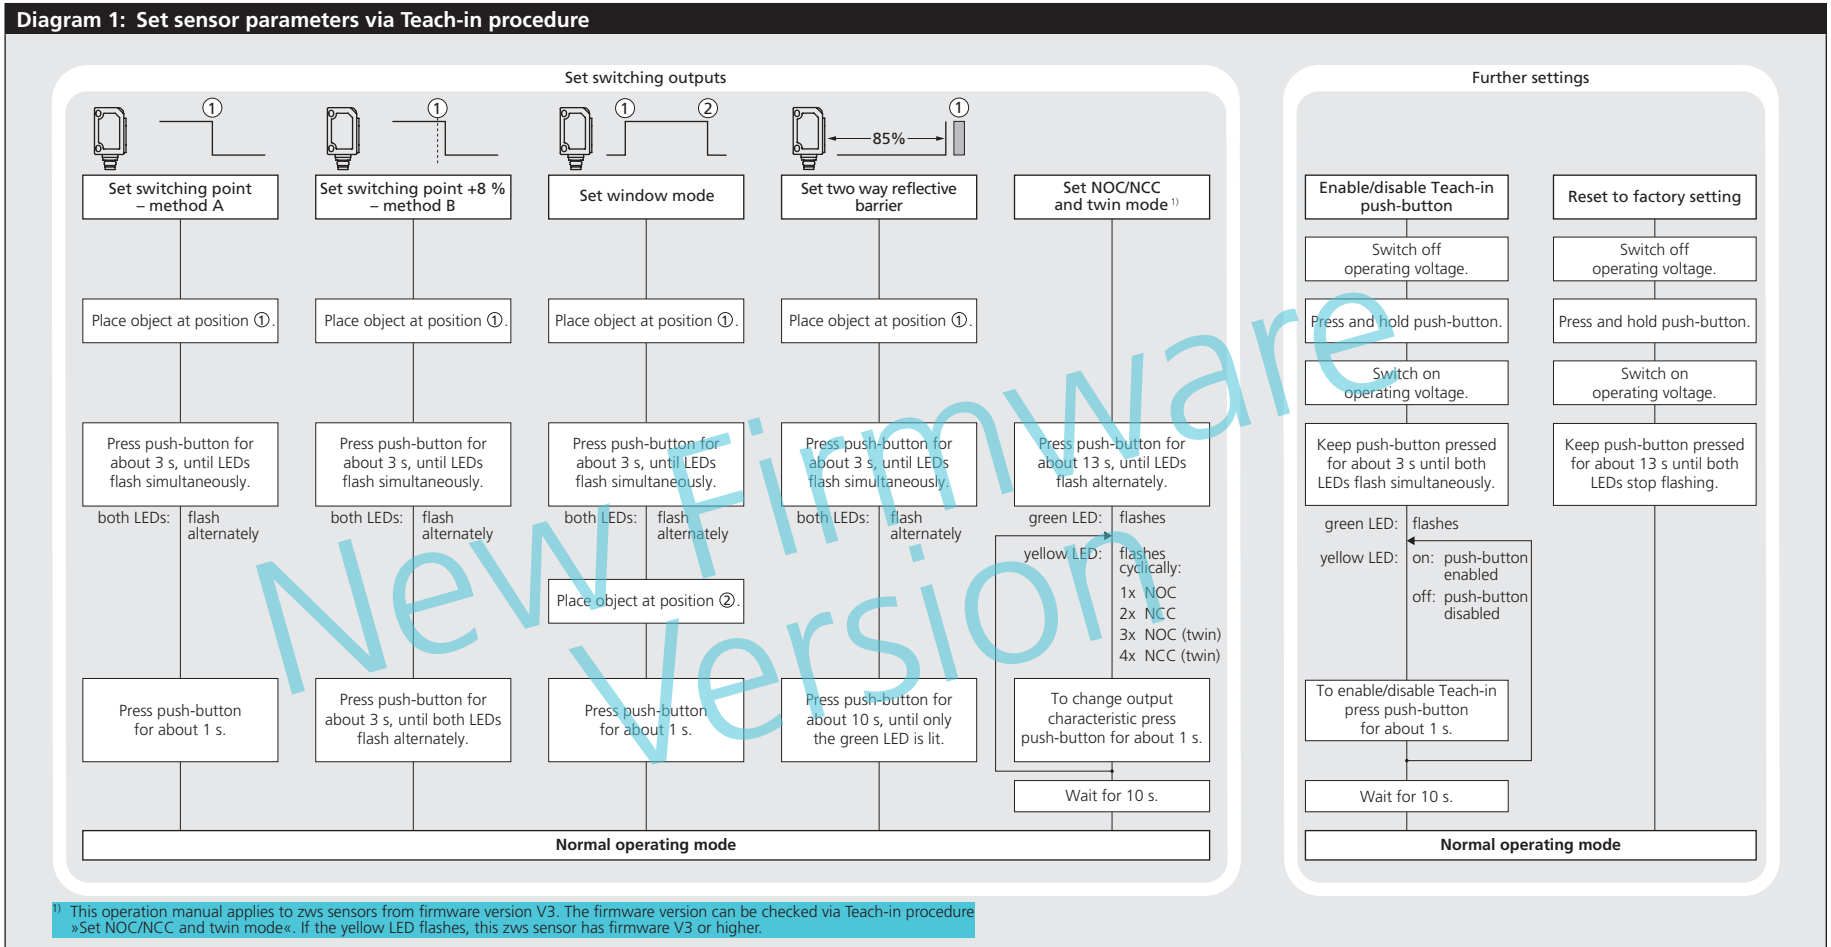 Diagram 1: Set sensor parameters via Teach-in procedure
Set switching outputs
①
Set switching point
– method A
Place object at position ①.
Press push-button for
about 3 s, until LEDs
flash simultaneously.
both LEDs: flash
alternately
Press push-button
for about 1 s.
①
Set switching point +8 %
– method B
Place object at position ①.
Press push-button for
about 3 s, until LEDs
flash simultaneously.
both LEDs: flash
alternately
Press push-button for
about 3 s, until both LEDs
flash alternately.
① ②
Set window mode
Place object at position ①.
Press push-button for
about 3 s, until LEDs
flash simultaneously.
both LEDs: flash
alternately
Place object at position ②.
Press push-button
for about 1 s.
①
85%
Set two way reflective
barrier
Place object at position ①.
Press push-button for
about 3 s, until LEDs
flash simultaneously.
both LEDs: flash
alternately
Press push-button for
about 10 s, until only
the green LED is lit.
Set NOC/NCC
and twin mode 1)
Press push-button for
about 13 s, until LEDs
flash alternately.
green LED: flashes
yellow LED: flashes
cyclically:
1x NOC
2x NCC
3x NOC (twin)
4x NCC (twin)
To change output
characteristic press
push-button for about 1 s.
Wait for 10 s.
Normal operating mode
Further settings
Enable/disable Teach-in
push-button
Switch off
operating voltage.
Press and hold push-button.
Switch on
operating voltage.
Keep push-button pressed
for about 3 s until both
LEDs flash simultaneously.
green LED: flashes
yellow LED: on: push-button
enabled
off: push-button
disabled
To enable/disable Teach-in
press push-button
for about 1 s.
Wait for 10 s.
Reset to factory setting
Switch off
operating voltage.
Press and hold push-button.
Switch on
operating voltage.
Keep push-button pressed
for about 13 s until both
LEDs stop flashing.
Normal operating mode
New Firmware
Version
1) This operation manual applies to zws sensors from firmware version V3. The firmware version can be checked via Teach-in procedure
»Set NOC/NCC and twin mode«. If the yellow LED flashes, this zws sensor has firmware V3 or higher.